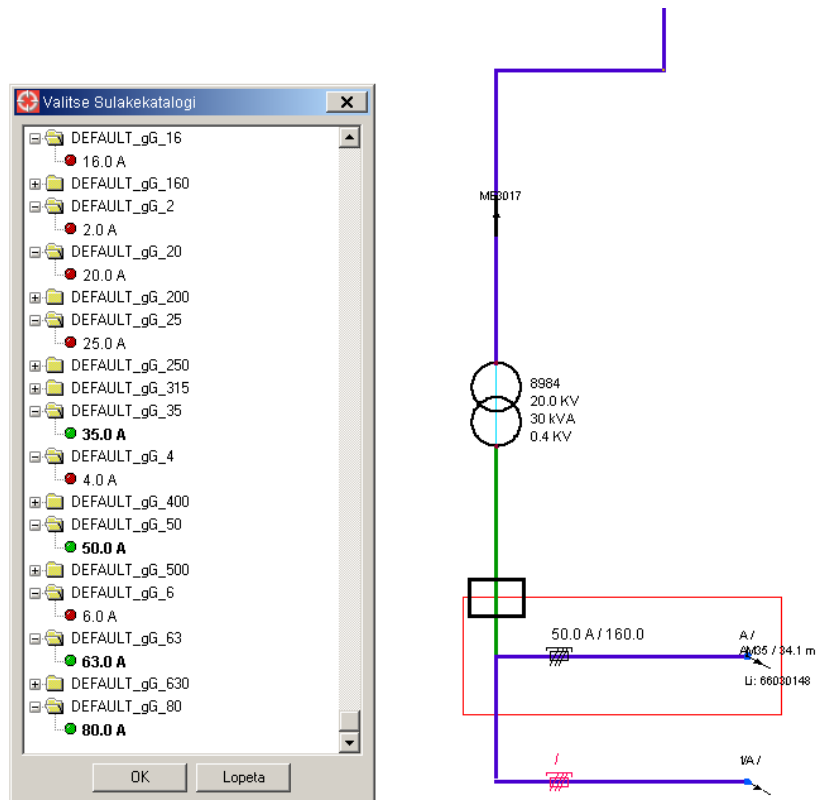 Valitse Sulakekatalogi
DEFAULT_gG_16
16.0 A
DEFAULT_gG_160
DEFAULT_gG_2
2.0 A
DEFAULT_gG_20
20.0 A
DEFAULT_gG_200
DEFAULT_gG_25
25.0 A
DEFAULT_gG_250
DEFAULT_gG_315
DEFAULT_gG_35
35.0 A
DEFAULT_gG_4
4.0 A
DEFAULT_gG_400
DEFAULT_gG_50
50.0 A
DEFAULT_gG_500
DEFAULT_gG_6
6.0 A
DEFAULT_gG_63
63.0 A
DEFAULT_gG_630
DEFAULT_gG_80
80.0 A
OK
Lopeta
ME3017
8984
20.0 KV
30 kVA
0.4 KV
50.0 A / 160.0
A /
AM35 / 34.1 m
Li: 66030148
/
1/A /